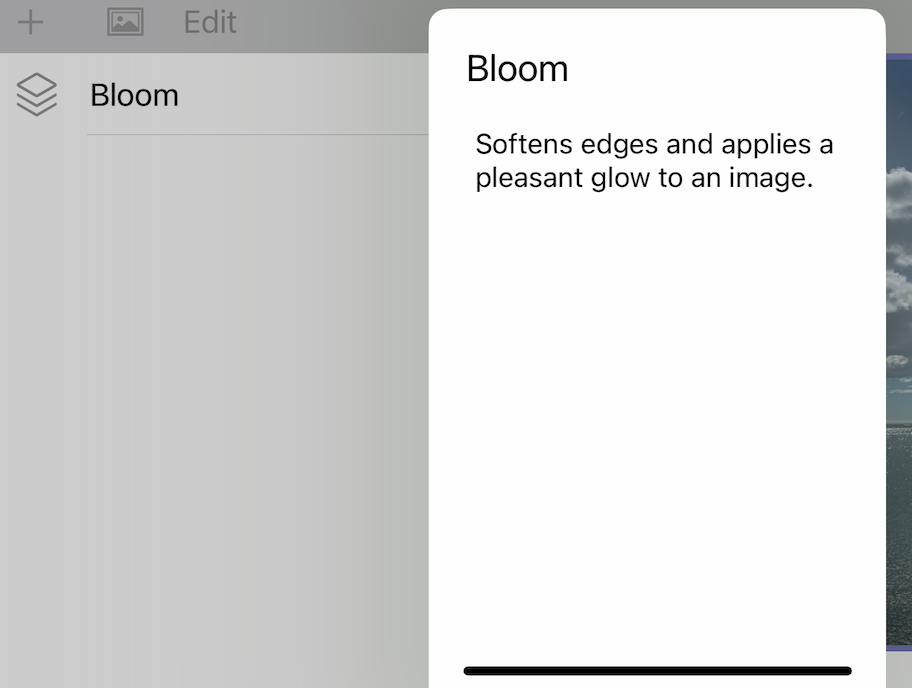 Edit
Bloom
Bloom
Softens edges and applies a
pleasant glow to an image.